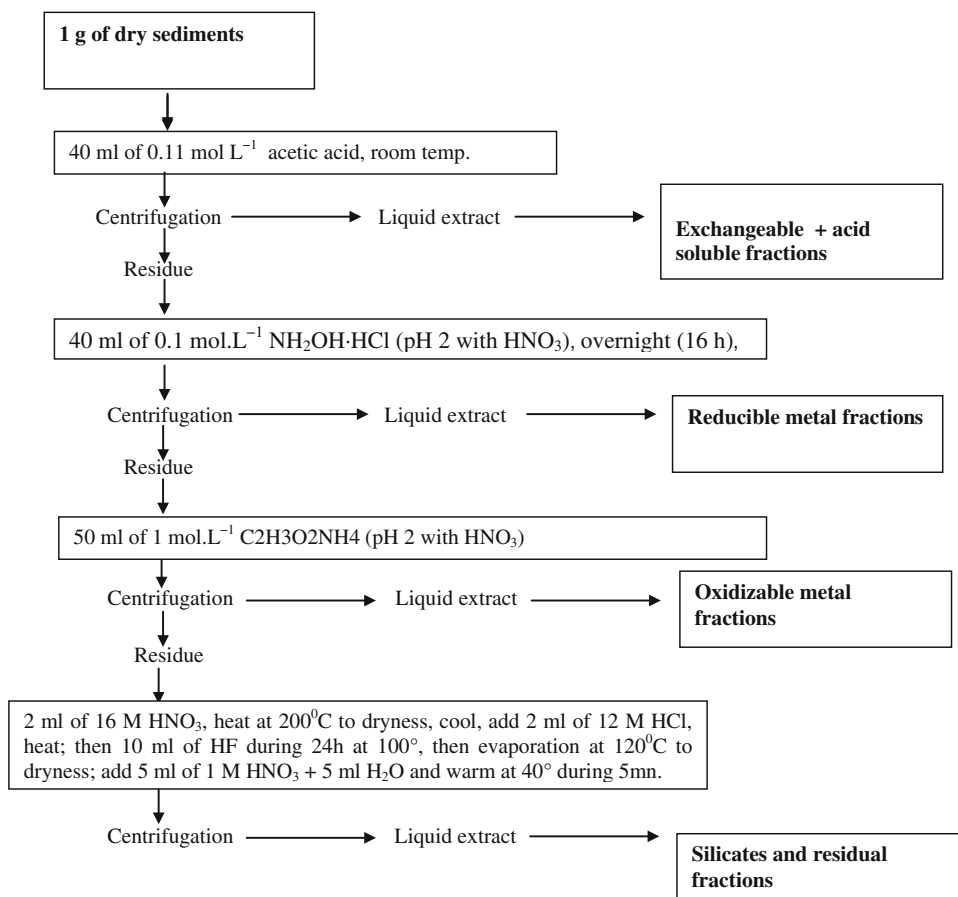 1 g of dry sediments
40 ml of 0.11 mol L⁻¹ acetic acid, room temp.
Centrifugation
Liquid extract
Exchangeable + acid
soluble fractions
Residue
40 ml of 0.1 mol.L⁻¹ NH₂OH·HCl (pH 2 with HNO₃), overnight (16 h),
Centrifugation
Liquid extract
Reducible metal fractions
Residue
50 ml of 1 mol.L⁻¹ C2H3O2NH4 (pH 2 with HNO₃)
Centrifugation
Liquid extract
Oxidizable metal
fractions
Residue
2 ml of 16 M HNO₃, heat at 200⁰C to dryness, cool, add 2 ml of 12 M HCl,
heat; then 10 ml of HF during 24h at 100°, then evaporation at 120⁰C to
dryness; add 5 ml of 1 M HNO₃ + 5 ml H₂O and warm at 40° during 5mn.
Centrifugation
Liquid extract
Silicates and residual
fractions